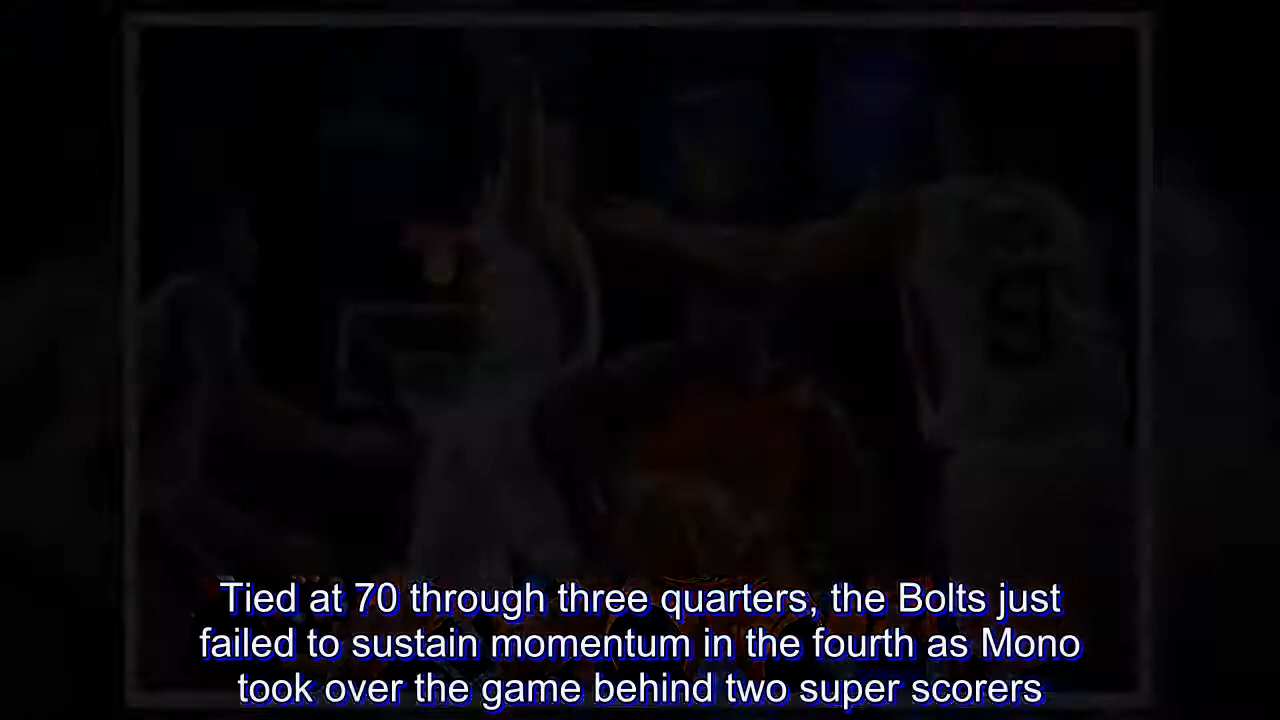 Tied at 70 through three quarters, the Bolts just
failed to sustain momentum in the fourth as Mono
took over the game behind two super scorers